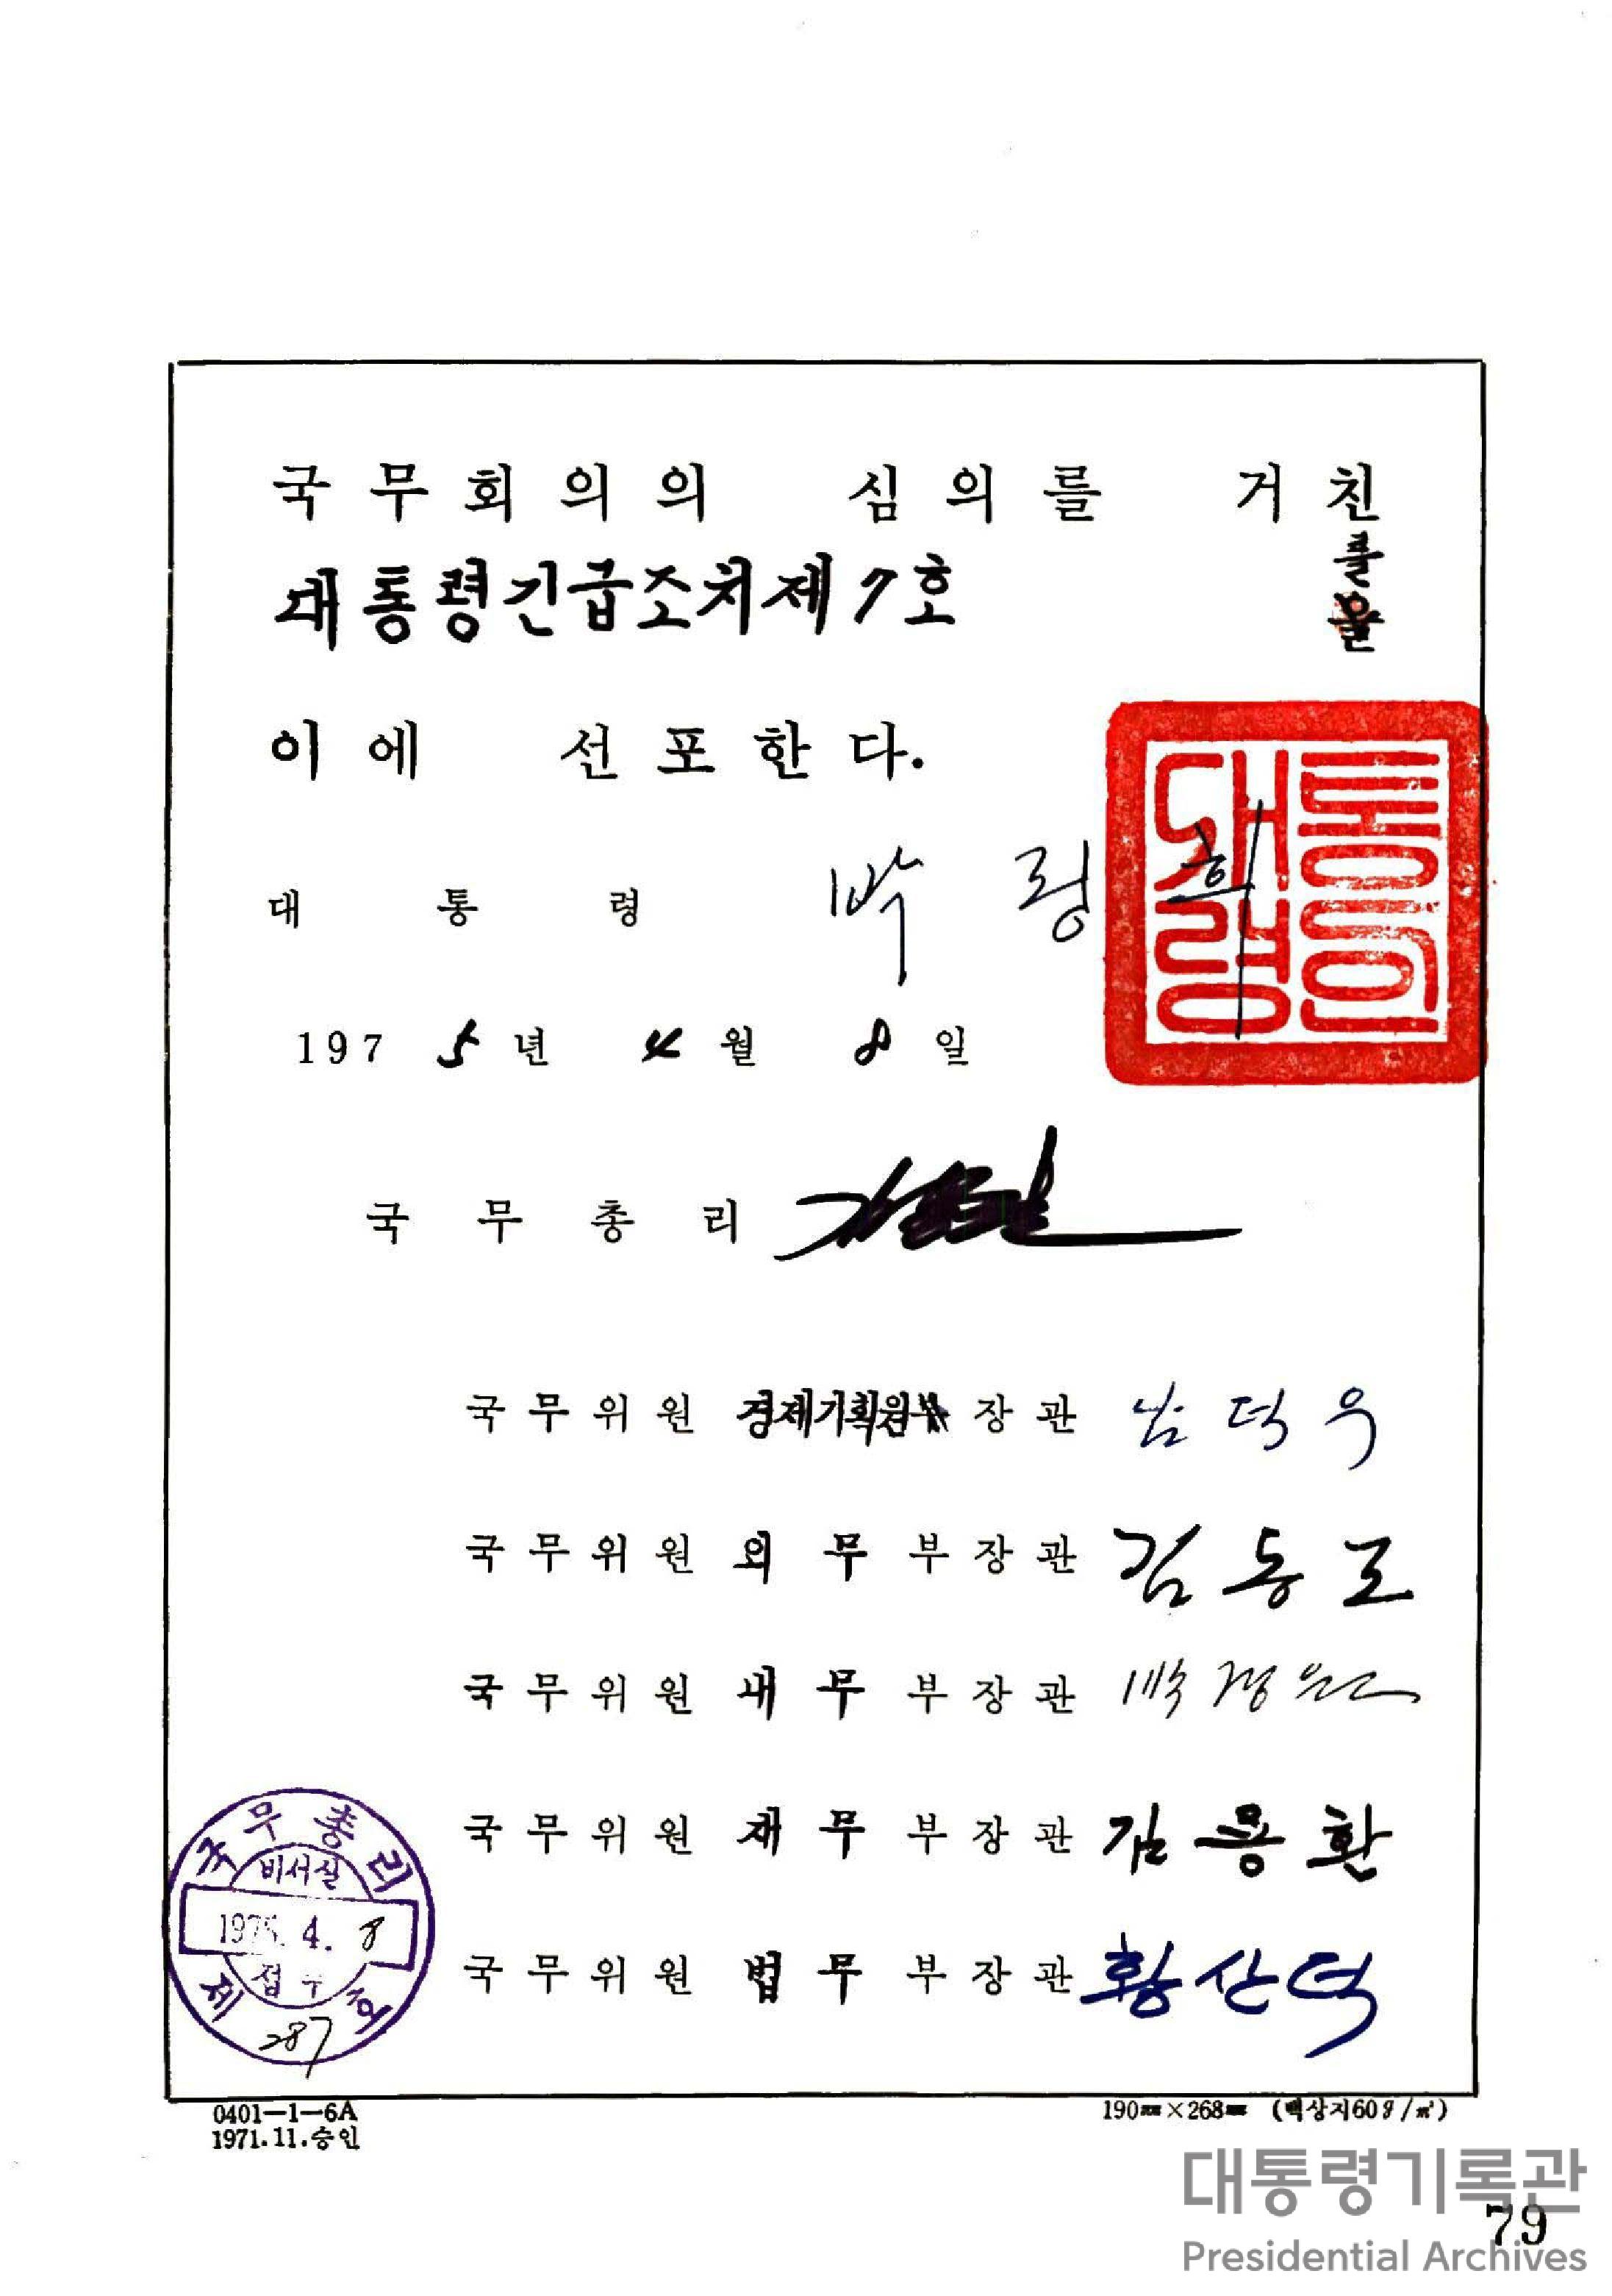 국무회의의 심의를 거친
대통령긴급조치제7호 를
을
이에 선포한다.
대통령 박정희
대통령의인
1975년 4월 8일
국무총리
국무위원 경제기획원 장관 남덕우
국무위원 외무부장관 김동조
국무위원 내무부장관 박경원
국무위원 재무부장관 김용환
국무위원 법무부장관 황산덕
국무총리
비서실
1975. 4. 8
접수
제 287 호
0401-1-6A
1971.11.승인
190㎜×268㎜ (백상지60g/㎡)
대통령기록관
79
Presidential Archives